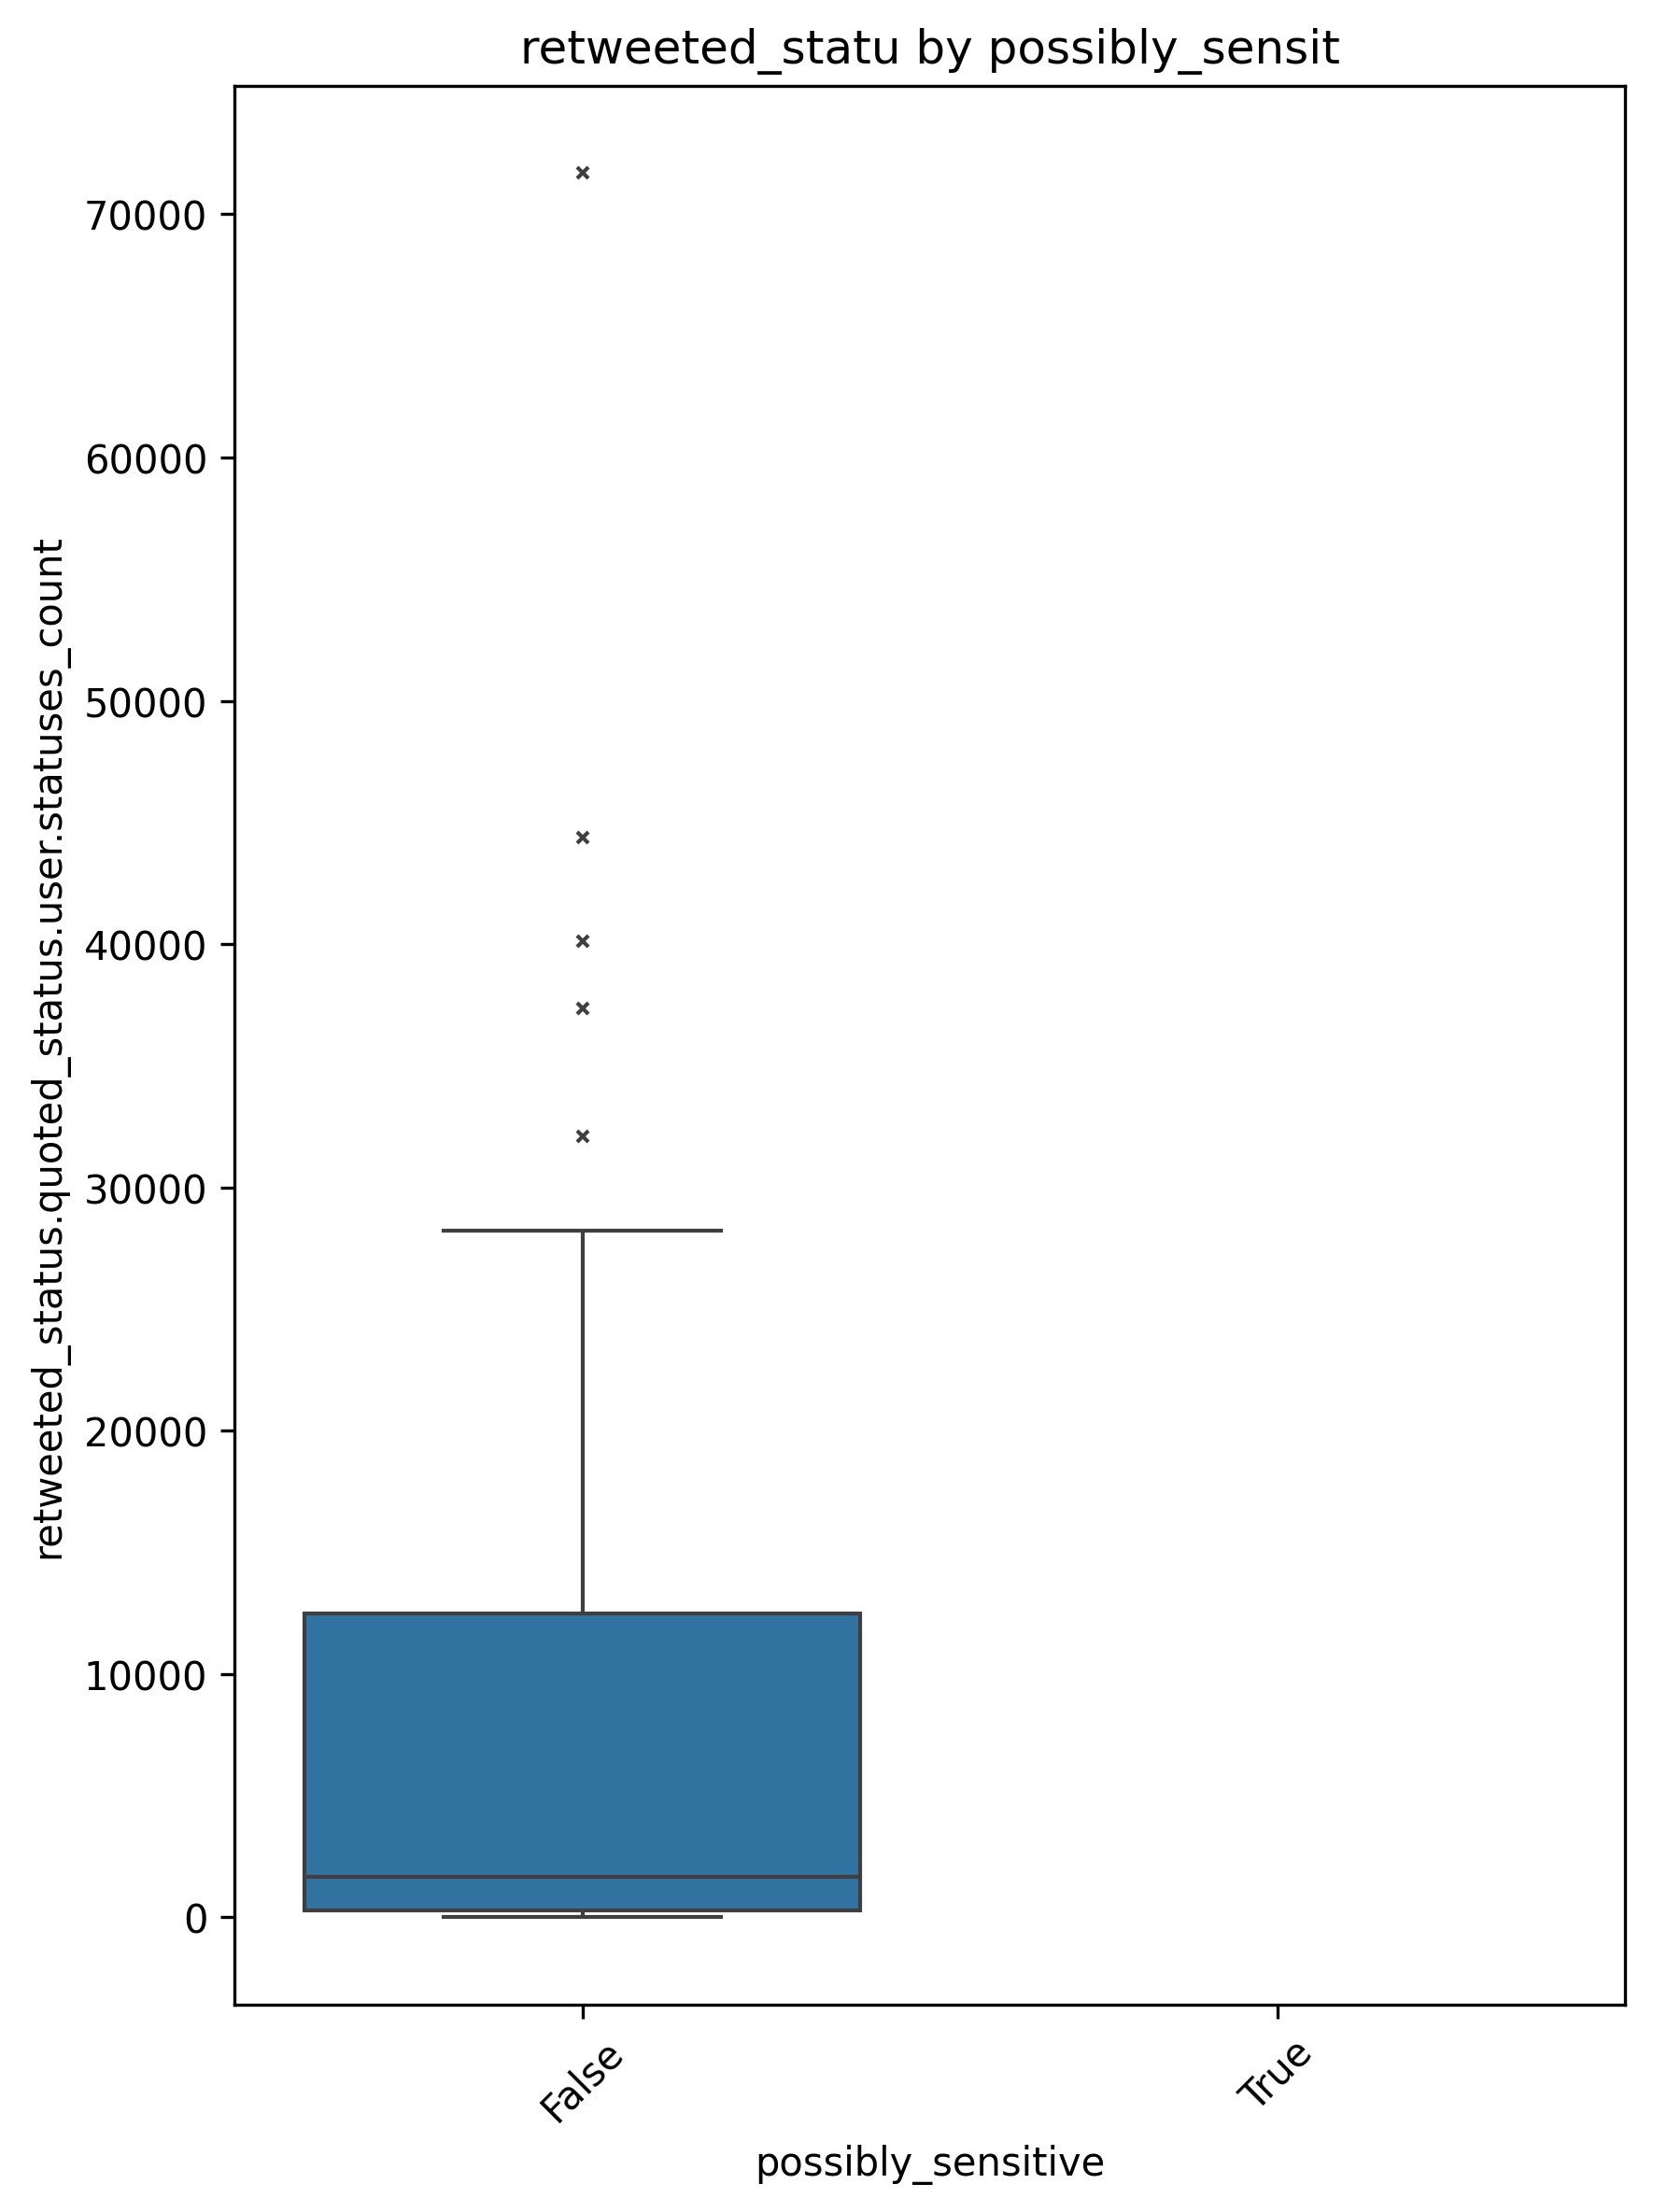 retweeted_statu by possibly_sensit
retweeted_status.quoted_status.user.statuses_count
70000
60000
50000
40000
30000
20000
10000
0
False
True
possibly_sensitive